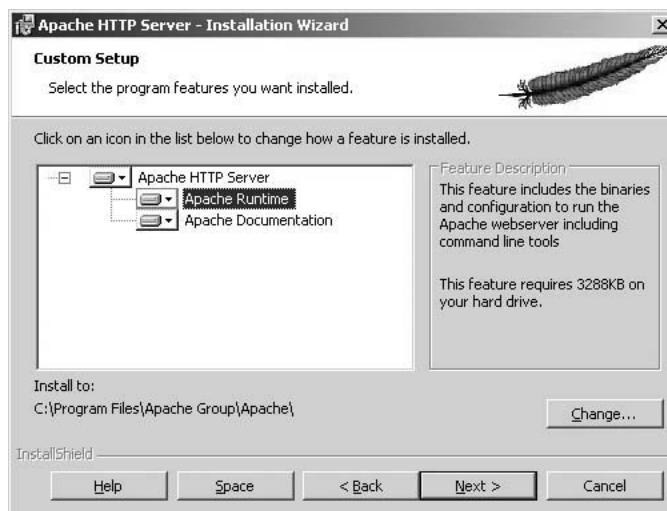 Apache HTTP Server - Installation Wizard
Custom Setup
Select the program features you want installed.
Click on an icon in the list below to change how a feature is installed.
Apache HTTP Server
Apache Runtime
Apache Documentation
Feature Description
This feature includes the binaries
and configuration to run the
Apache webserver including
command line tools
This feature requires 3288KB on
your hard drive.
Install to:
C:\Program Files\Apache Group\Apache\
Change...
InstallShield
Help
Space
< Back
Next >
Cancel